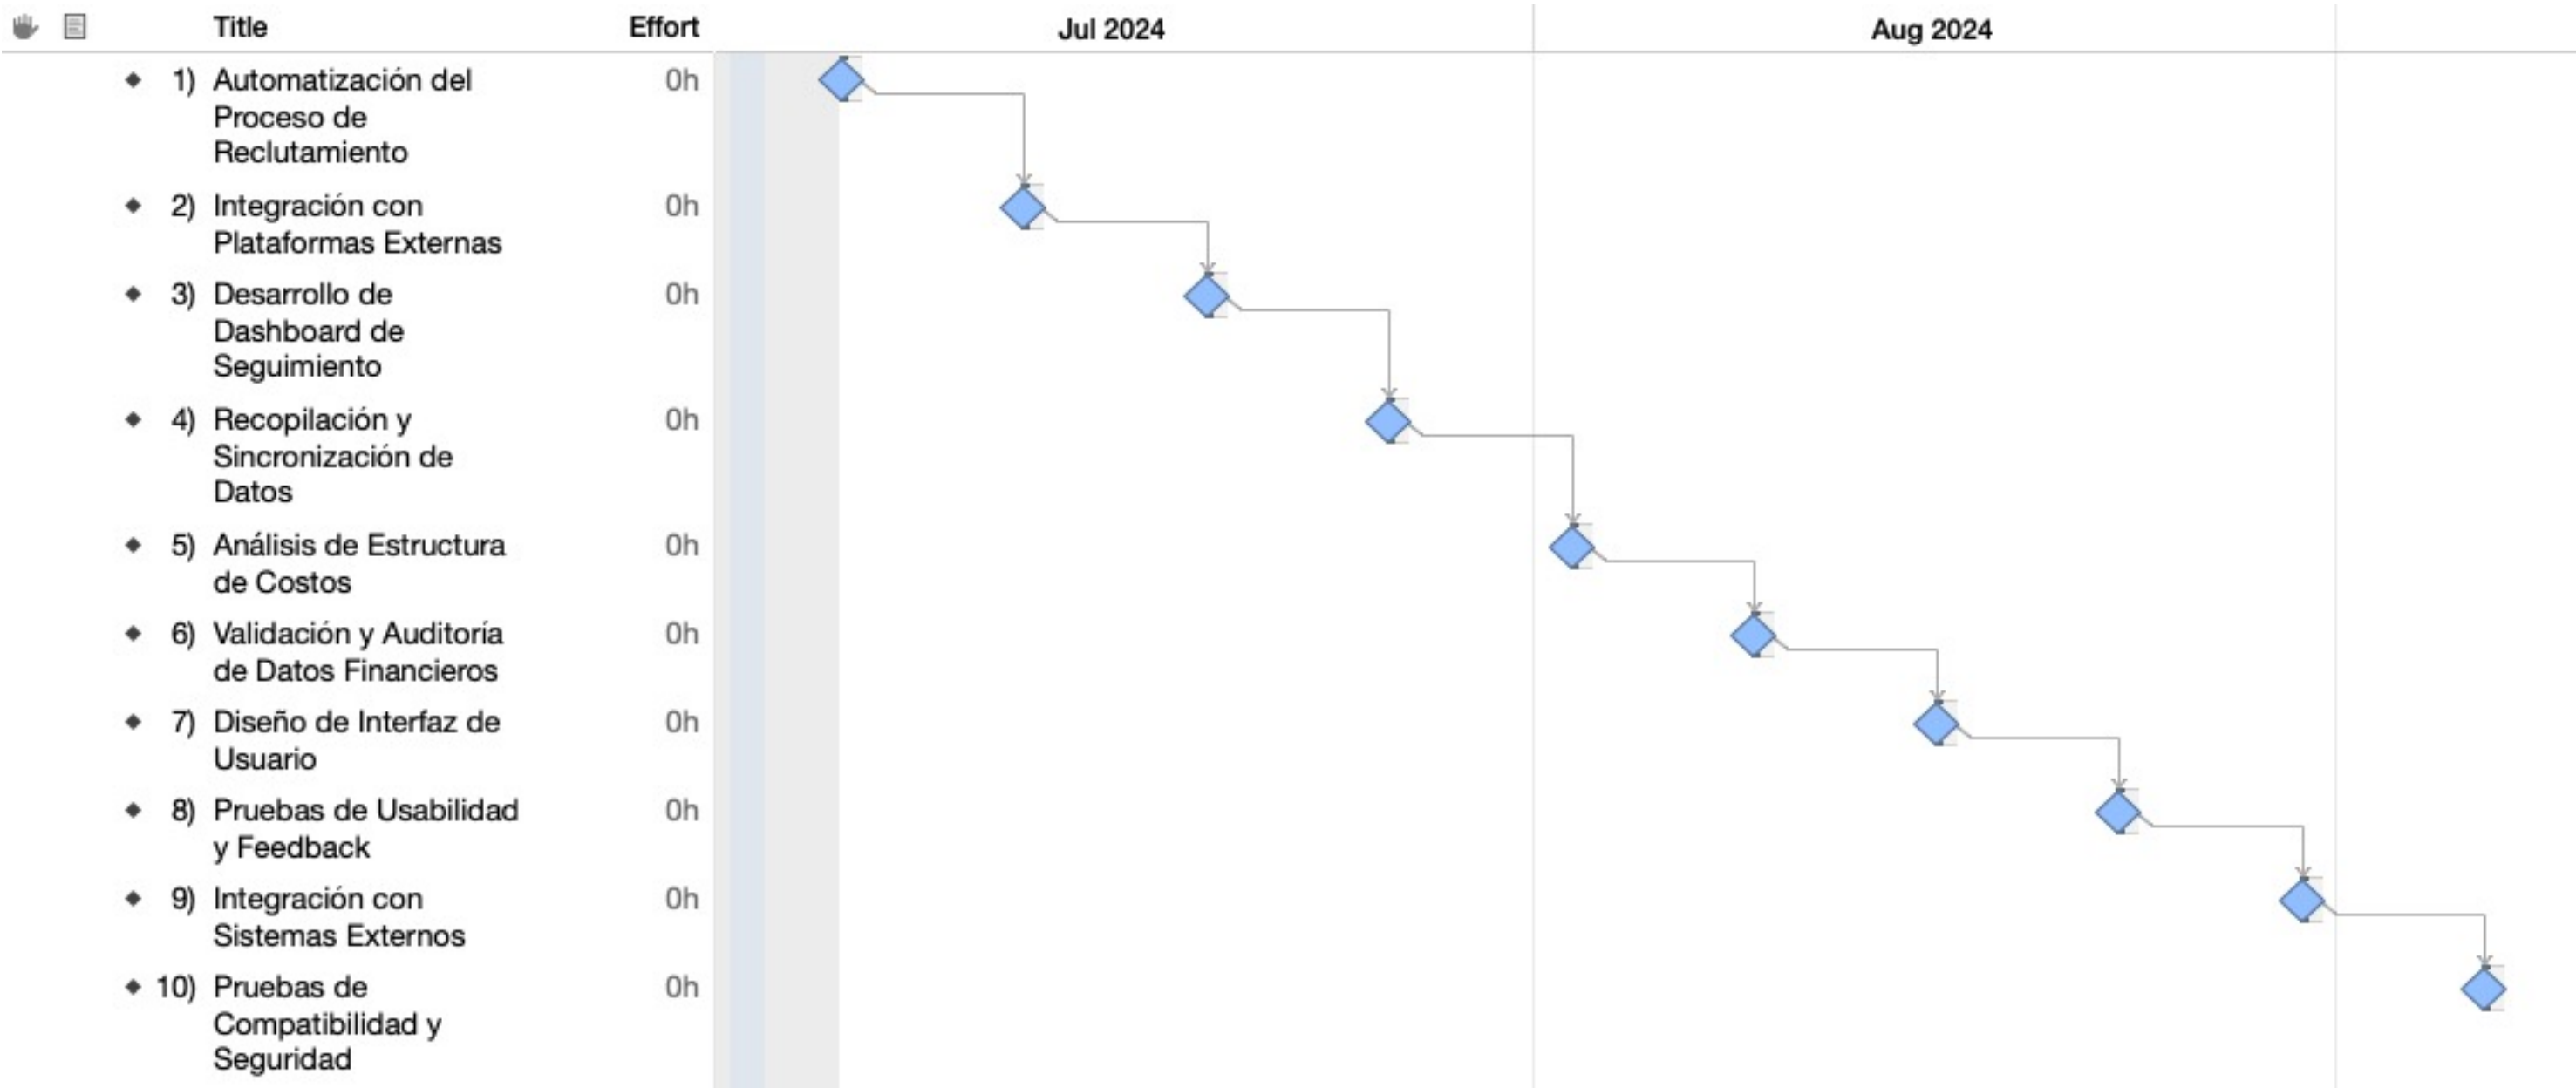 Title Effort Jul 2024 Aug 2024
1) Automatización del 0h
Proceso de
Reclutamiento
2) Integración con 0h
Plataformas Externas
3) Desarrollo de 0h
Dashboard de
Seguimiento
4) Recopilación y 0h
Sincronización de
Datos
5) Análisis de Estructura 0h
de Costos
6) Validación y Auditoría 0h
de Datos Financieros
7) Diseño de Interfaz de 0h
Usuario
8) Pruebas de Usabilidad 0h
y Feedback
9) Integración con 0h
Sistemas Externos
10) Pruebas de 0h
Compatibilidad y
Seguridad